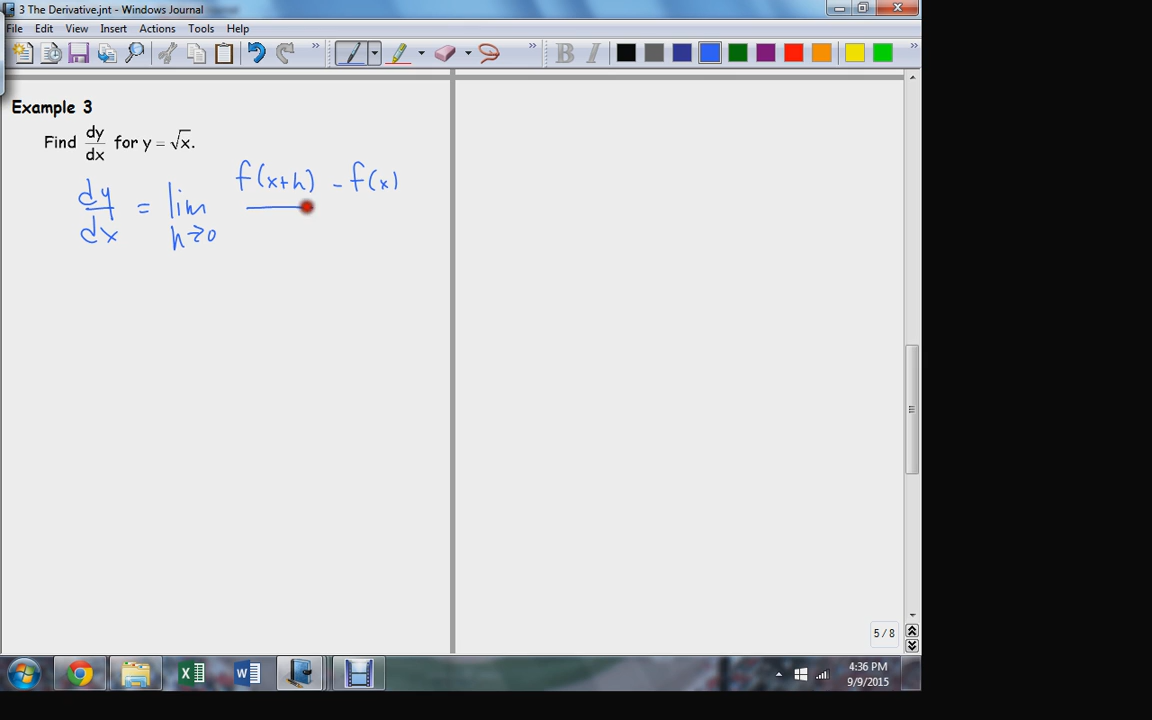 3 The Derivative.jnt - Windows Journal
File Edit View Insert Actions Tools Help
» B I »
Example 3
Find dy/dx for y = √x.
dy/dx = lim h→0 f(x+h) - f(x)
5 / 8
4:36 PM
9/9/2015